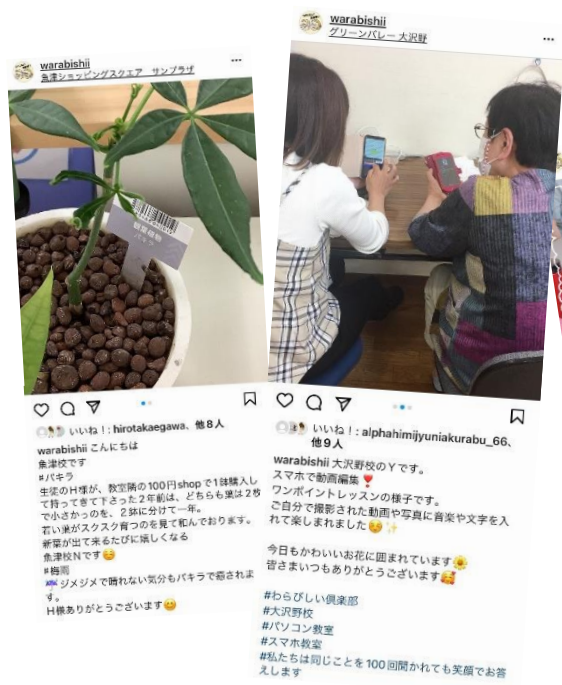 warabishii
魚津ショッピングスクエア サンプラザ
観葉植物
パキラ
いいね！: hirotakaegawa、他8人
warabishii こんにちは
魚津校です
#パキラ
生徒のH様が、教室隣の100円shopで1鉢購入し
て持ってきて下さった2年前は、どちらも葉は2枚
で小さかっのを、2鉢に分けて一年。
若い葉がスクスク育つのを見て和んでおります。
新葉が出て来るたびに嬉しくなる
魚津校Nです😊
#梅雨
☔ジメジメで晴れない気分もパキラで癒されま
す。
H様ありがとうございます😊
warabishii
グリーンバレー 大沢野
いいね！: alphahimijyuniakurabu_66、
他9人
warabishii 大沢野校のYです。
スマホで動画編集❣️
ワンポイントレッスンの様子です。
ご自分で撮影された動画や写真に音楽や文字を入
れて楽しまれました😄✨
今日もかわいいお花に囲まれています🌼
皆さまいつもありがとうございます🥰
#わらびしい倶楽部
#大沢野校
#パソコン教室
#スマホ教室
#私たちは同じことを100回聞かれても笑顔でお答
えします